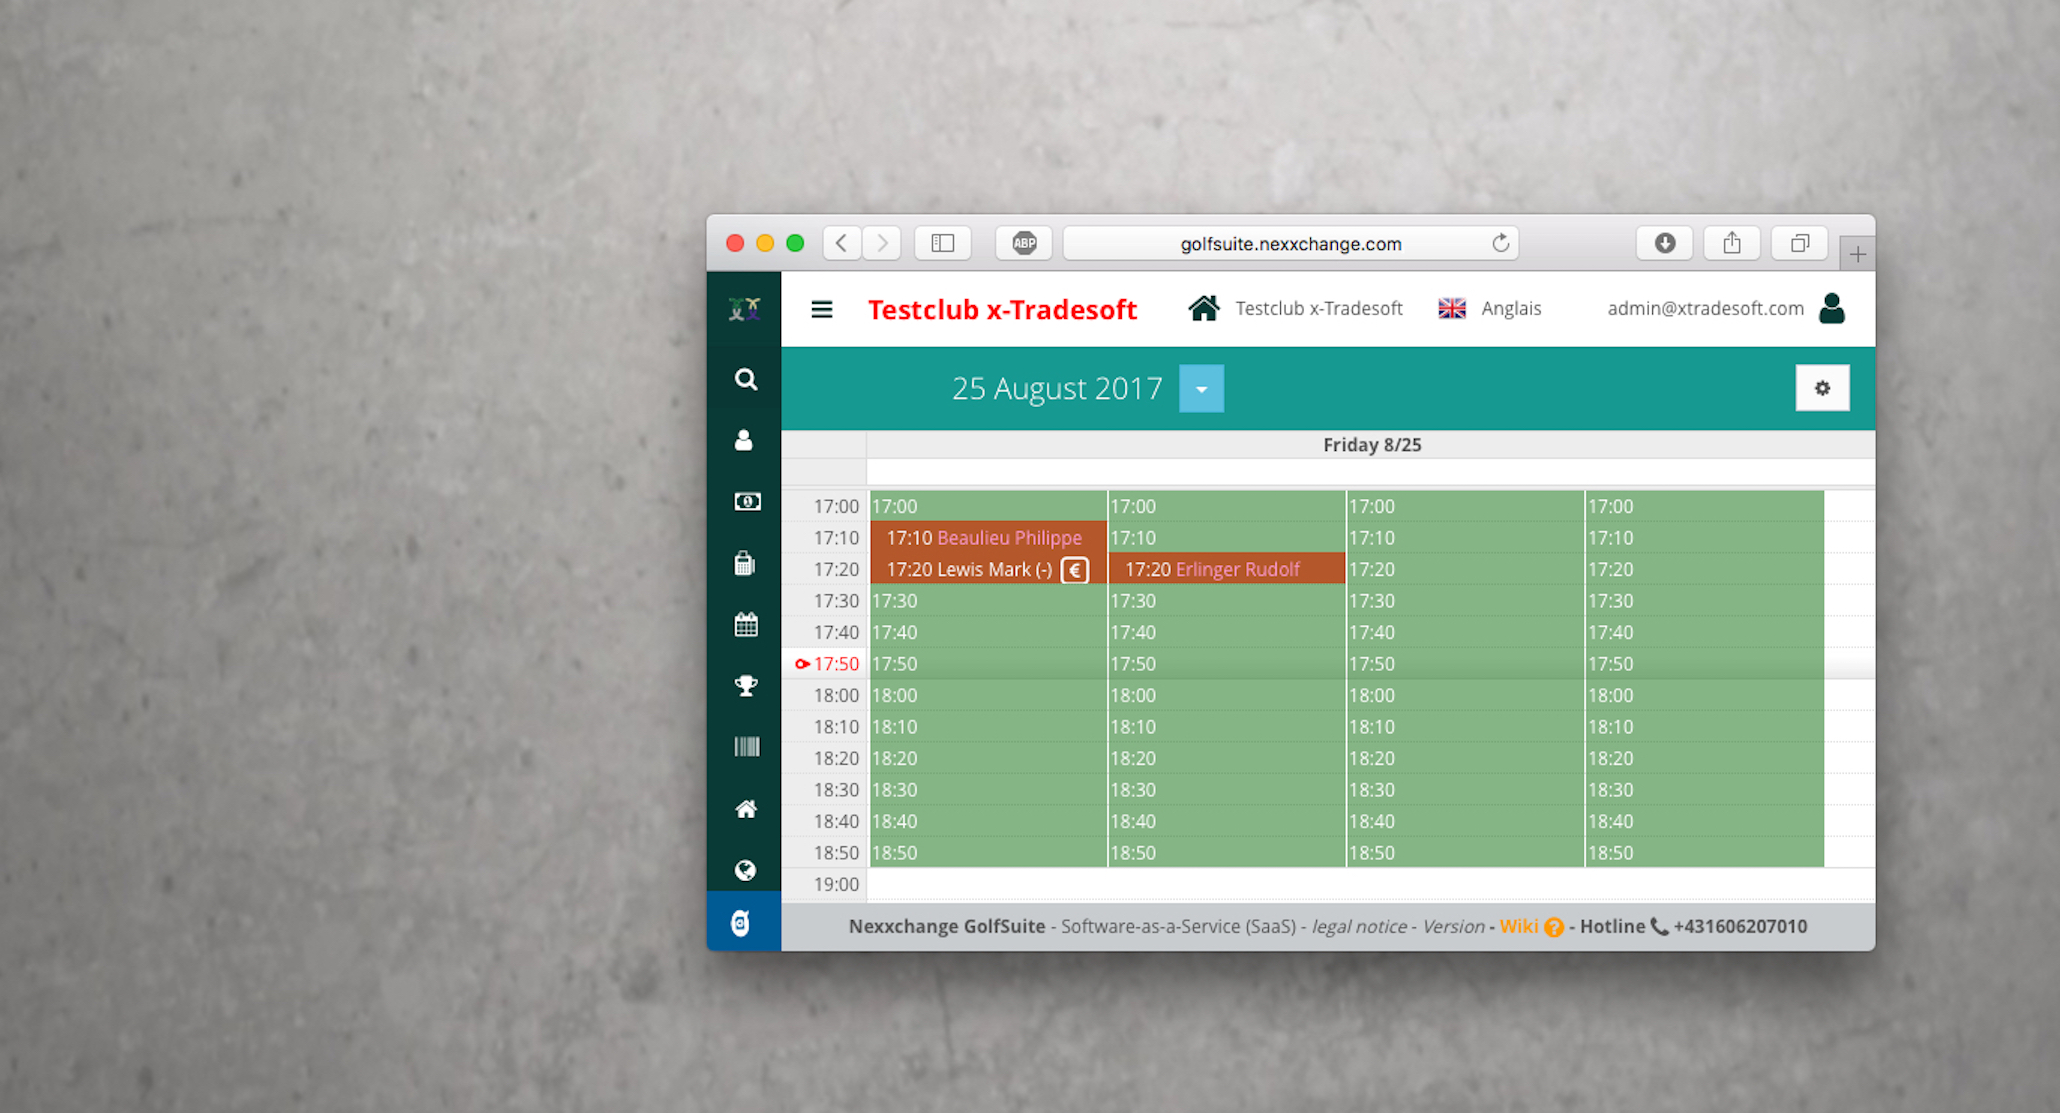 ABP
golfsuite.nexxchange.com
Testclub x-Tradesoft
Testclub x-Tradesoft
Anglais
admin@xtradesoft.com
25 August 2017
Friday 8/25
17:00 17:00 17:00 17:00 17:00
17:10 17:10 Beaulieu Philippe 17:10 17:10 17:10
17:20 17:20 Lewis Mark (-) € 17:20 Erlinger Rudolf 17:20 17:20
17:30 17:30 17:30 17:30 17:30
17:40 17:40 17:40 17:40 17:40
17:50 17:50 17:50 17:50 17:50
18:00 18:00 18:00 18:00 18:00
18:10 18:10 18:10 18:10 18:10
18:20 18:20 18:20 18:20 18:20
18:30 18:30 18:30 18:30 18:30
18:40 18:40 18:40 18:40 18:40
18:50 18:50 18:50 18:50 18:50
19:00
Nexxchange GolfSuite - Software-as-a-Service (SaaS) - legal notice - Version - Wiki ? - Hotline +431606207010